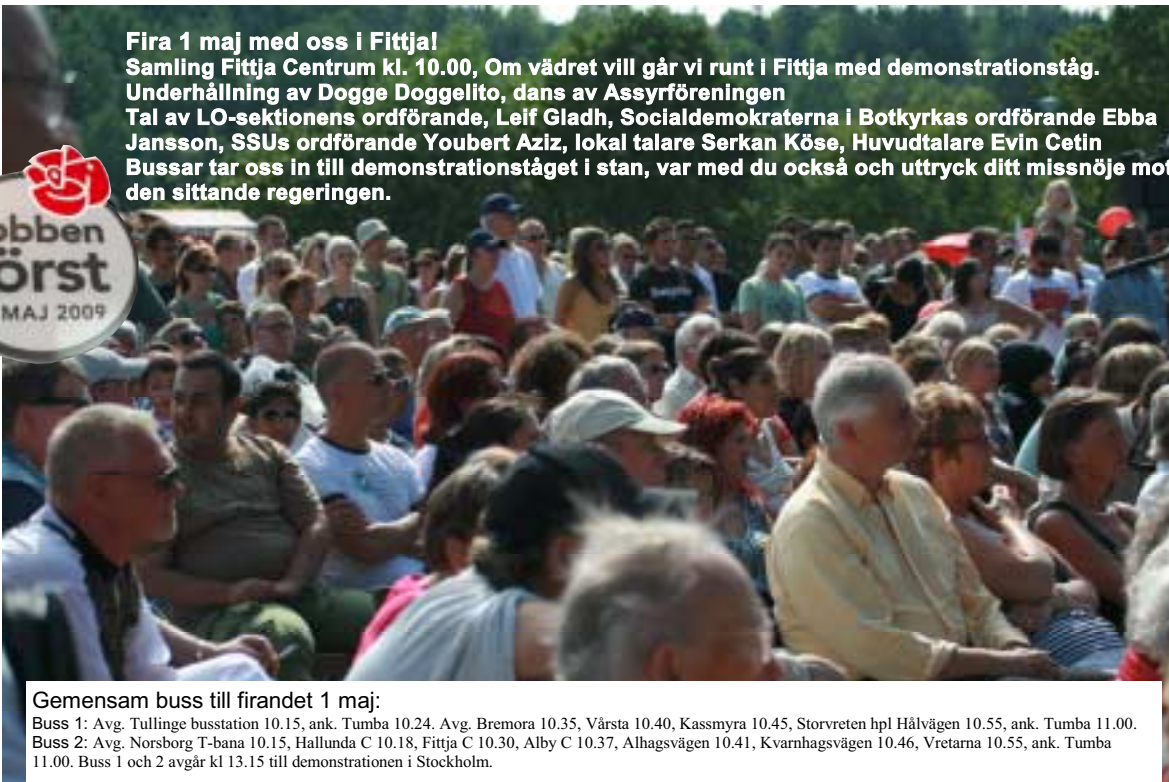 Fira 1 maj med oss i Fittja!
Samling Fittja Centrum kl. 10.00, Om vädret vill går vi runt i Fittja med demonstrationståg.
Underhållning av Dogge Doggelito, dans av Assyrföreningen
Tal av LO-sektionens ordförande, Leif Gladh, Socialdemokraterna i Botkyrkas ordförande Ebba
Jansson, SSUs ordförande Youbert Aziz, lokal talare Serkan Köse, Huvudtalare Evin Cetin
Bussar tar oss in till demonstrationståget i stan, var med du också och uttryck ditt missnöje mot
den sittande regeringen.
obben
örst
MAJ 2009
Gemensam buss till firandet 1 maj:
Buss 1: Avg. Tullinge busstation 10.15, ank. Tumba 10.24. Avg. Bremora 10.35, Vårsta 10.40, Kassmyra 10.45, Storvreten hpl Hålvägen 10.55, ank. Tumba 11.00.
Buss 2: Avg. Norsborg T-bana 10.15, Hallunda C 10.18, Fittja C 10.30, Alby C 10.37, Alhagsvägen 10.41, Kvarnhagsvägen 10.46, Vretarna 10.55, ank. Tumba
11.00. Buss 1 och 2 avgår kl 13.15 till demonstrationen i Stockholm.